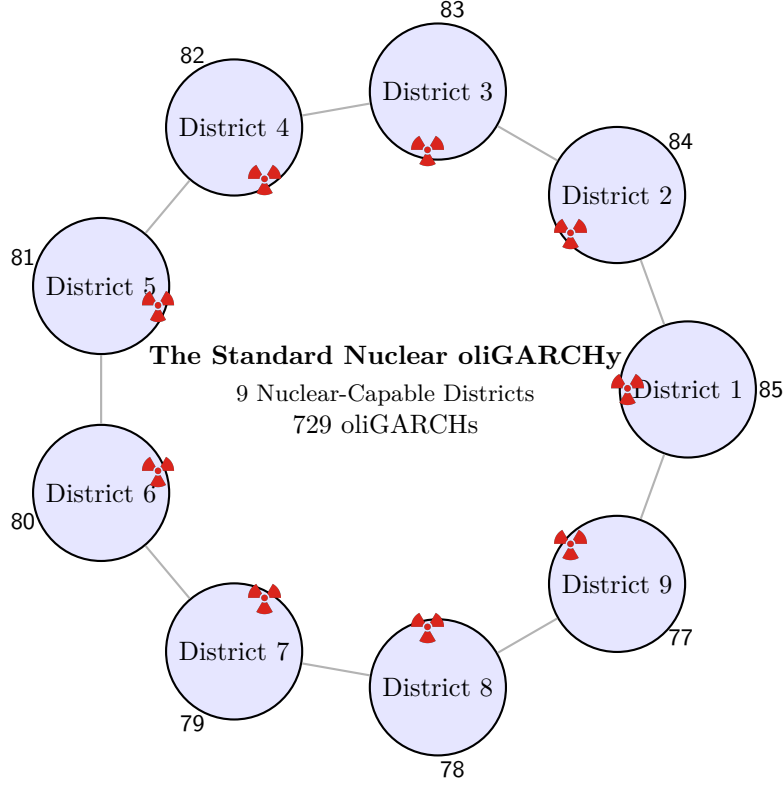 83
82
District 3
District 4
84
District 2
81
District 5
The Standard Nuclear oliGARCHy
9 Nuclear-Capable Districts
729 oliGARCHs
District 1
85
District 6
80
District 9
77
District 7
79
District 8
78